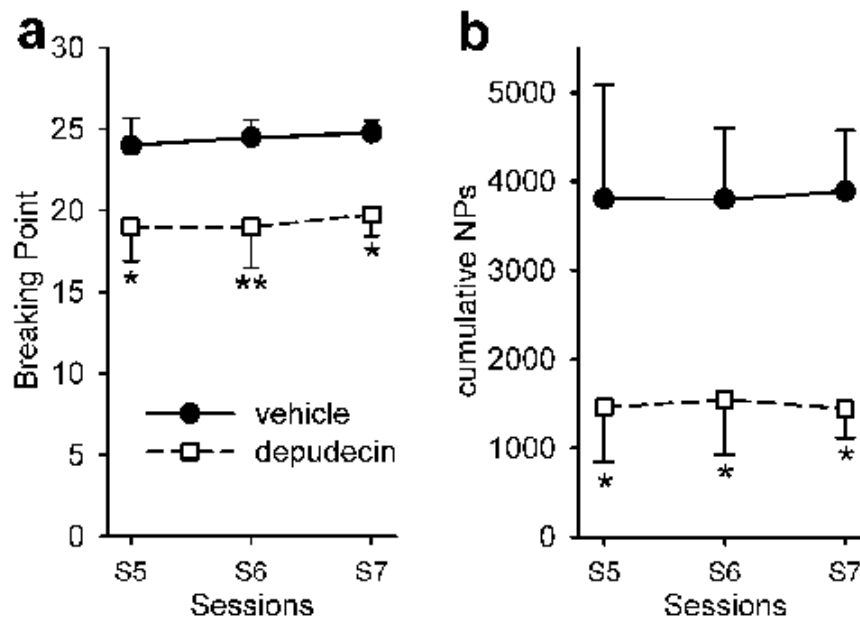 a
30
25
20
15
10
5
0
Breaking Point
*
**
*
vehicle
depudecin
S5 S6 S7
Sessions
b
5000
4000
3000
2000
1000
0
cumulative NPs
*
*
*
S5 S6 S7
Sessions